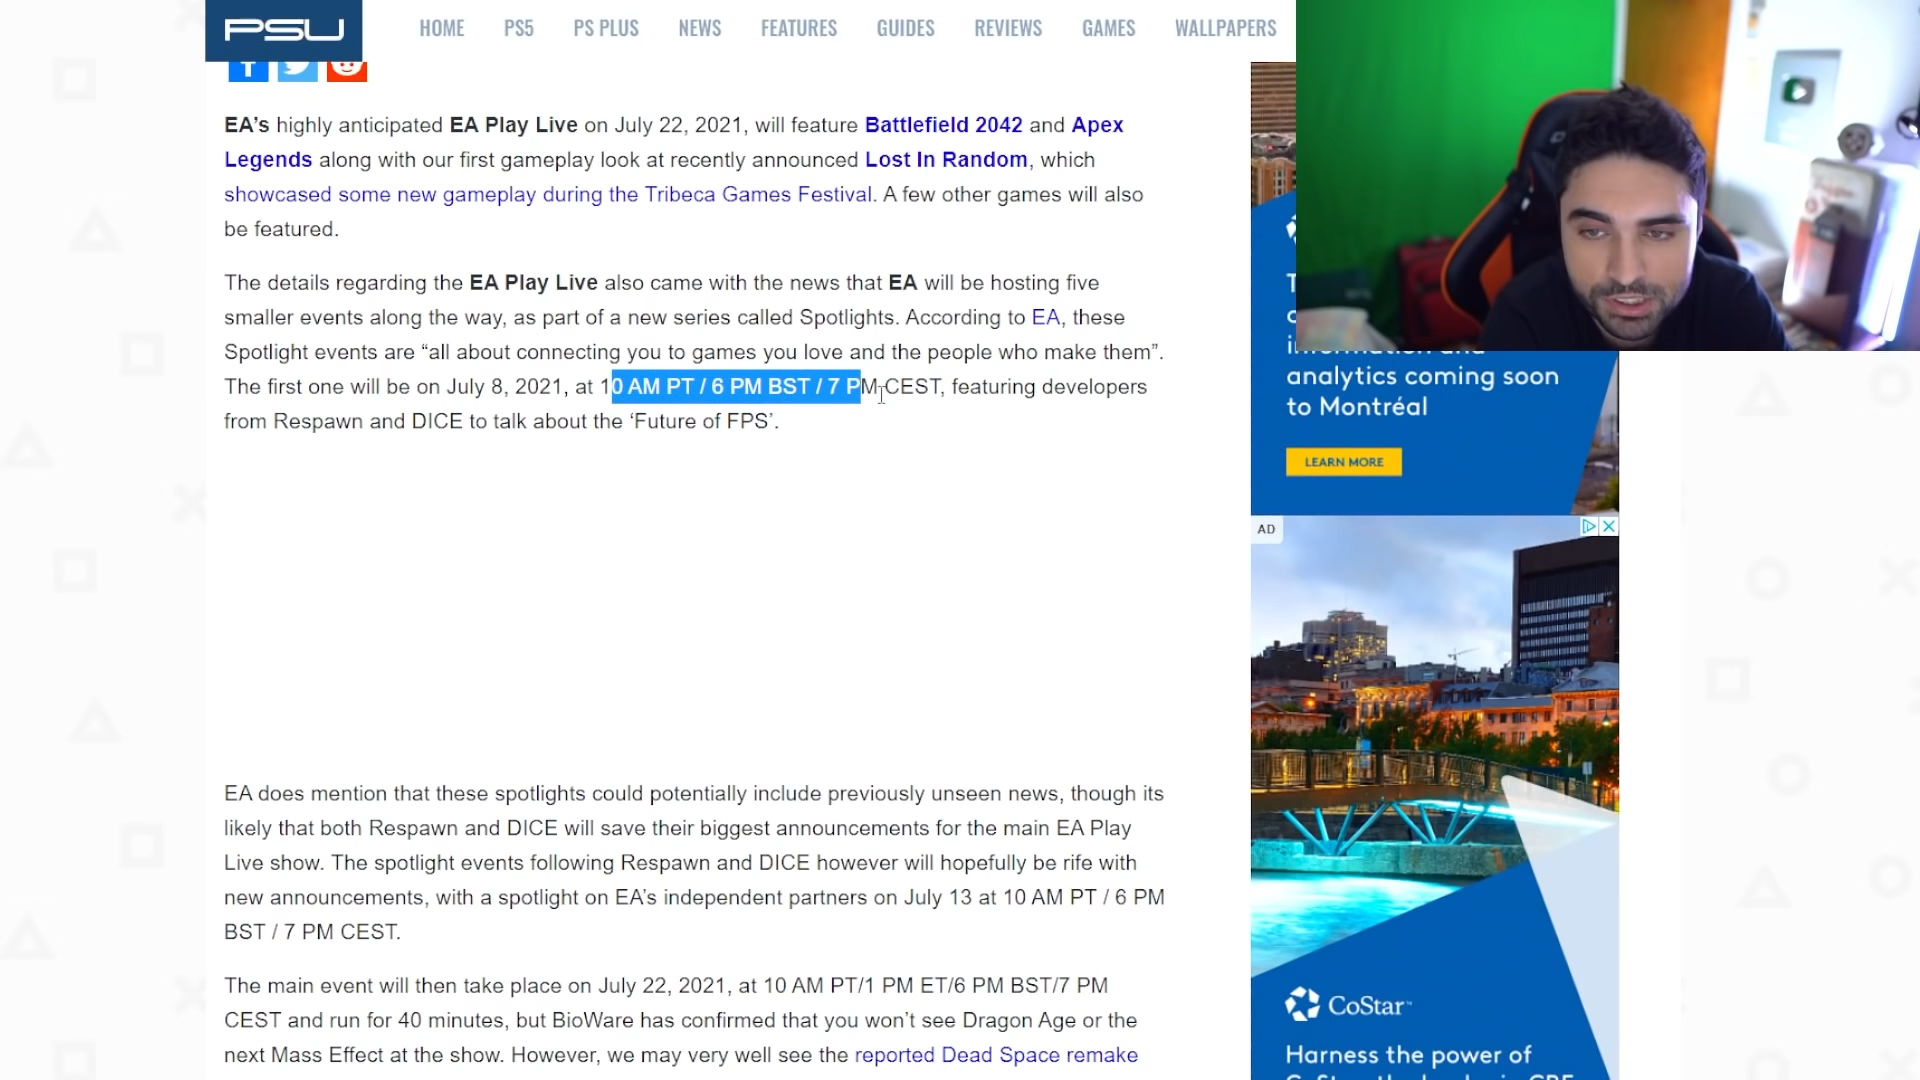 PSU
HOME PS5 PS PLUS NEWS FEATURES GUIDES REVIEWS GAMES WALLPAPERS
EA's highly anticipated EA Play Live on July 22, 2021, will feature Battlefield 2042 and Apex
Legends along with our first gameplay look at recently announced Lost In Random, which
showcased some new gameplay during the Tribeca Games Festival. A few other games will also
be featured.
The details regarding the EA Play Live also came with the news that EA will be hosting five
smaller events along the way, as part of a new series called Spotlights. According to EA, these
Spotlight events are “all about connecting you to games you love and the people who make them”.
The first one will be on July 8, 2021, at 10 AM PT / 6 PM BST / 7 PM CEST, featuring developers
from Respawn and DICE to talk about the ‘Future of FPS’.
EA does mention that these spotlights could potentially include previously unseen news, though its
likely that both Respawn and DICE will save their biggest announcements for the main EA Play
Live show. The spotlight events following Respawn and DICE however will hopefully be rife with
new announcements, with a spotlight on EA's independent partners on July 13 at 10 AM PT / 6 PM
BST / 7 PM CEST.
The main event will then take place on July 22, 2021, at 10 AM PT/1 PM ET/6 PM BST/7 PM
CEST and run for 40 minutes, but BioWare has confirmed that you won't see Dragon Age or the
next Mass Effect at the show. However, we may very well see the reported Dead Space remake
information and
analytics coming soon
to Montréal
LEARN MORE
AD
CoStar™
Harness the power of